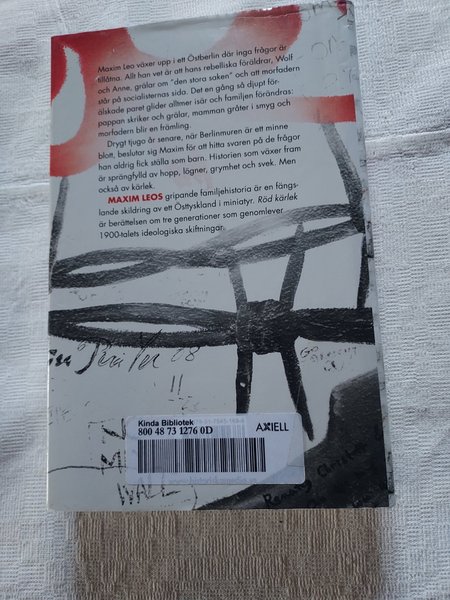 Maxim Leo växer upp i ett Östberlin där inga frågor är
tillåtna. Allt han vet är att hans rebelliska föräldrar, Wolf
och Anne, grälar om "den stora saken" och att morfadern
står på socialisternas sida. Det en gång så djupt för-
älskade paret glider alltmer isär och familjen förändras:
pappan skriker och grälar, mamman gråter i smyg och
morfadern blir en främling.
Drygt tjugo år senare, när Berlinmuren är ett minne
blott, beslutar sig Maxim för att hitta svaren på de frågor
han aldrig fick ställa som barn. Historien som växer fram
är sprängfylld av hopp, lögner, grymhet och svek. Men
också av kärlek.
MAXIM LEOS gripande familjehistoria är en fängs-
lande skildring av ett Östtyskland i miniatyr. Röd kärlek
är berättelsen om tre generationer som genomlever
1900-talets ideologiska skiftningar.
Kinda Bibliotek
800 48 73 1276 0D
AXIELL
WALL